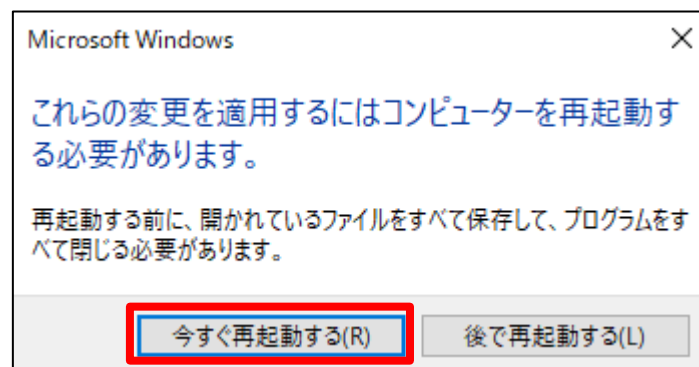 Microsoft Windows
これらの変更を適用するにはコンピューターを再起動す
る必要があります。
再起動する前に、開かれているファイルをすべて保存して、プログラムをす
べて閉じる必要があります。
今すぐ再起動する(R)
後で再起動する(L)